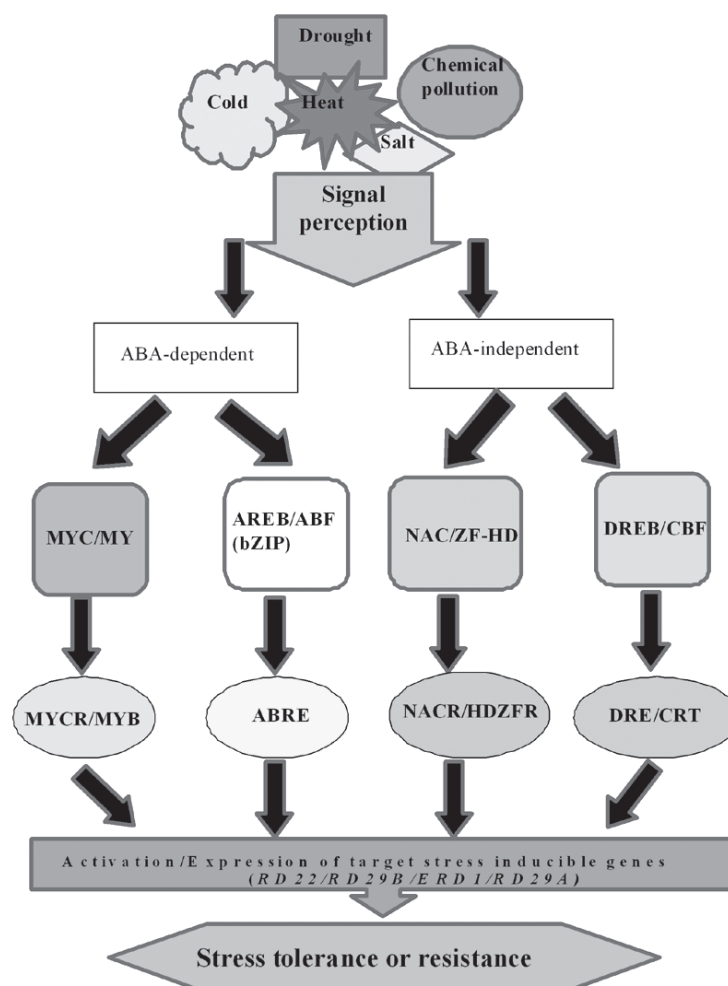 Drought
Chemical
pollution
Cold
Heat
Salt
Signal
perception
ABA-dependent
ABA-independent
MYC/MY
AREB/ABF
(bZIP)
NAC/ZF-HD
DREB/CBF
MYCR/MYB
ABRE
NACR/HDZFR
DRE/CRT
Activation/Expression of target stress inducible genes
(RD22/RD29B/ERD1/RD29A)
Stress tolerance or resistance